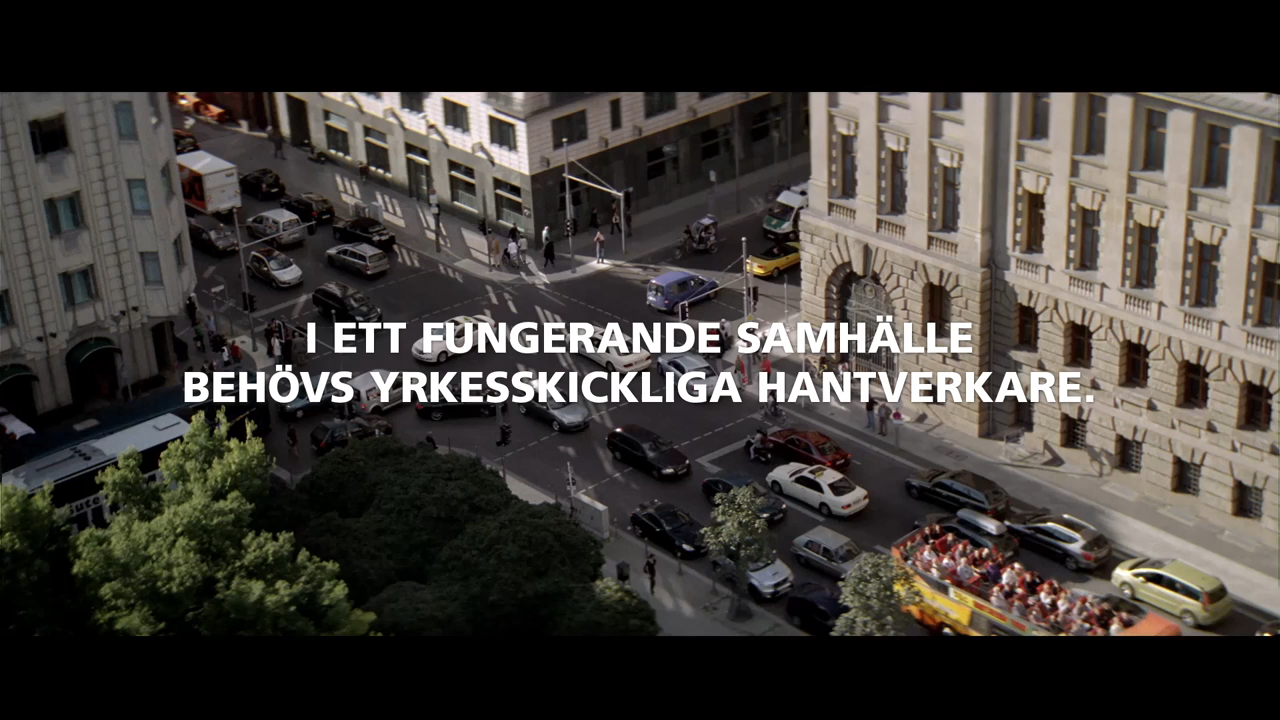 I ETT FUNGERANDE SAMHÄLLE
BEHÖVS YRKESSKICKLIGA HANTVERKARE.